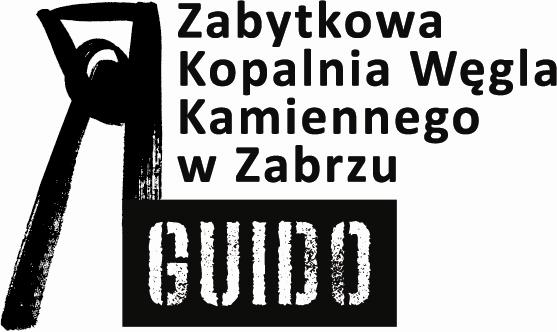 Zabytkowa
Kopalnia Węgla
Kamiennego
w Zabrzu
GUIDO